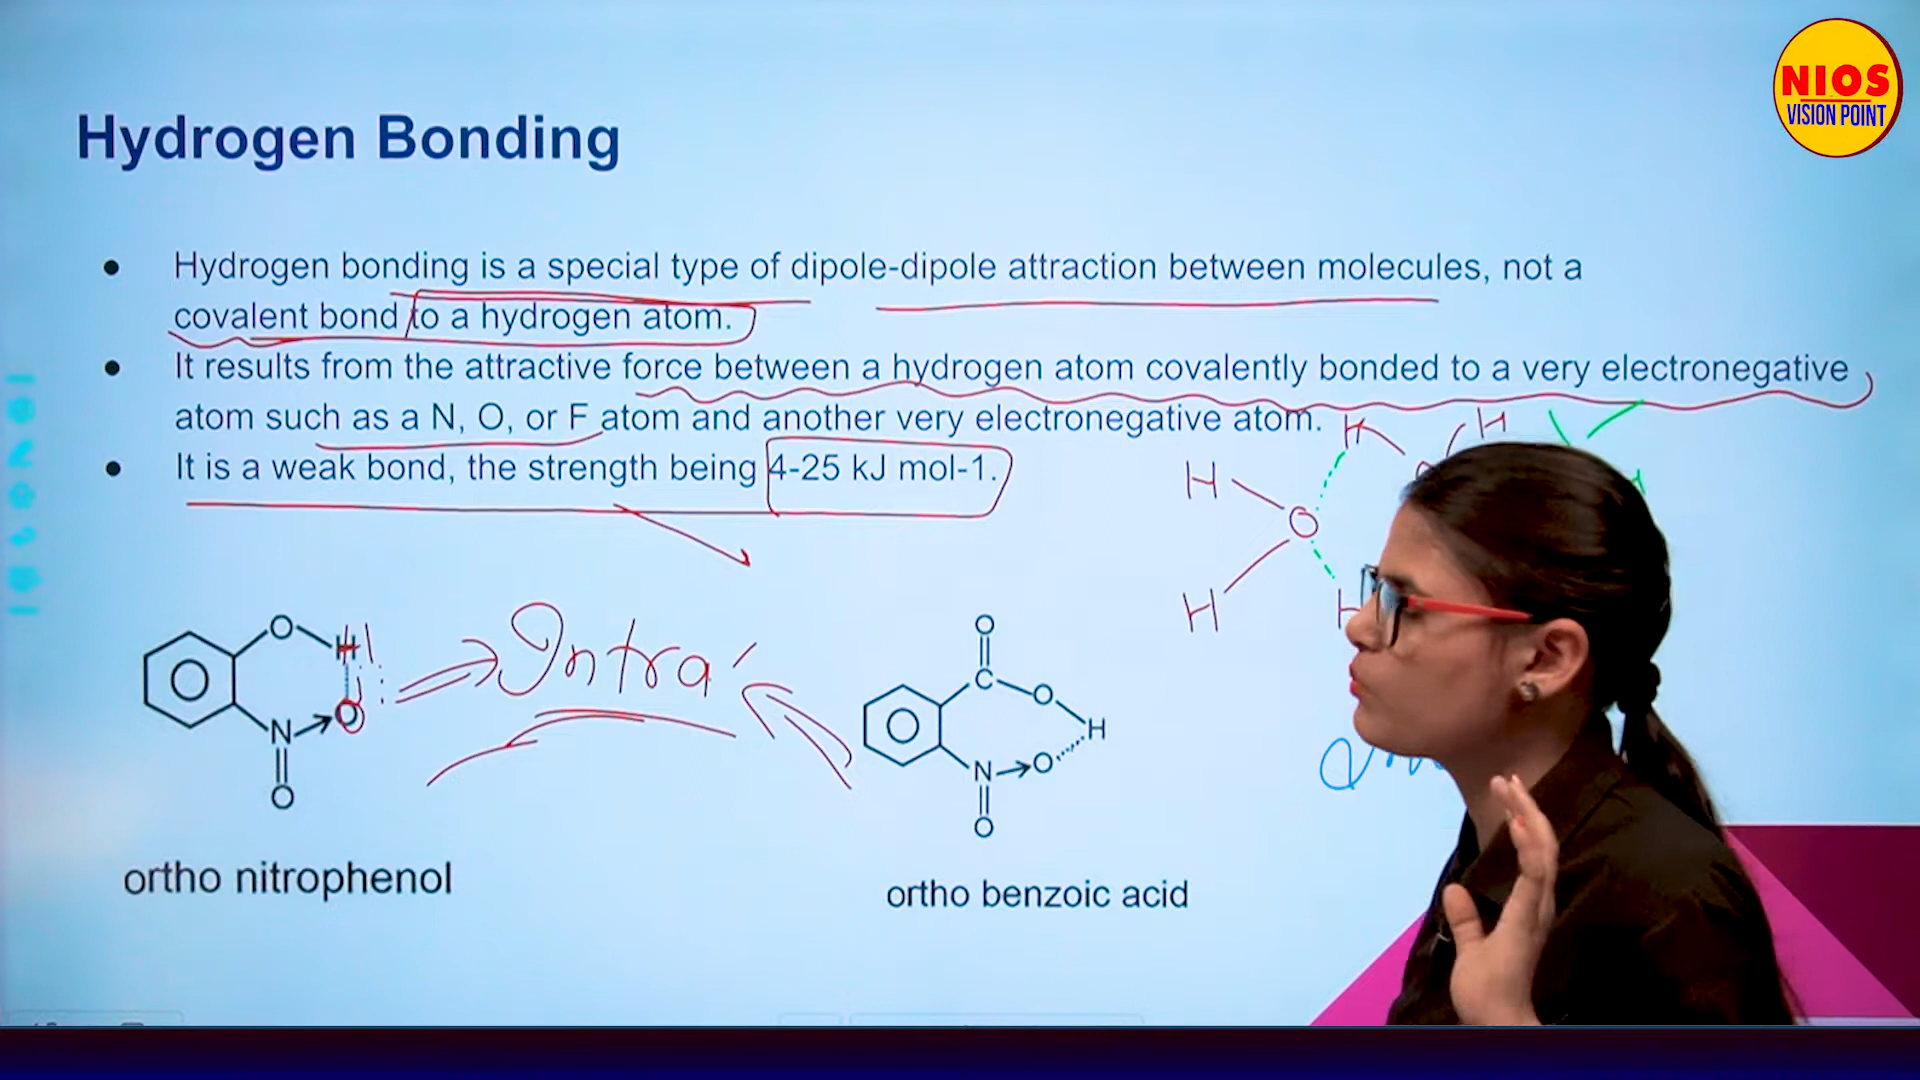 NIOS
VISION POINT
Hydrogen Bonding
● Hydrogen bonding is a special type of dipole-dipole attraction between molecules, not a
covalent bond to a hydrogen atom.
● It results from the attractive force between a hydrogen atom covalently bonded to a very electronegative
atom such as a N, O, or F atom and another very electronegative atom.
● It is a weak bond, the strength being 4-25 kJ mol-1.
H H
H
O
H H
O H
O
N
O
Intra
O
C O
H
N O
O
ortho nitrophenol
ortho benzoic acid